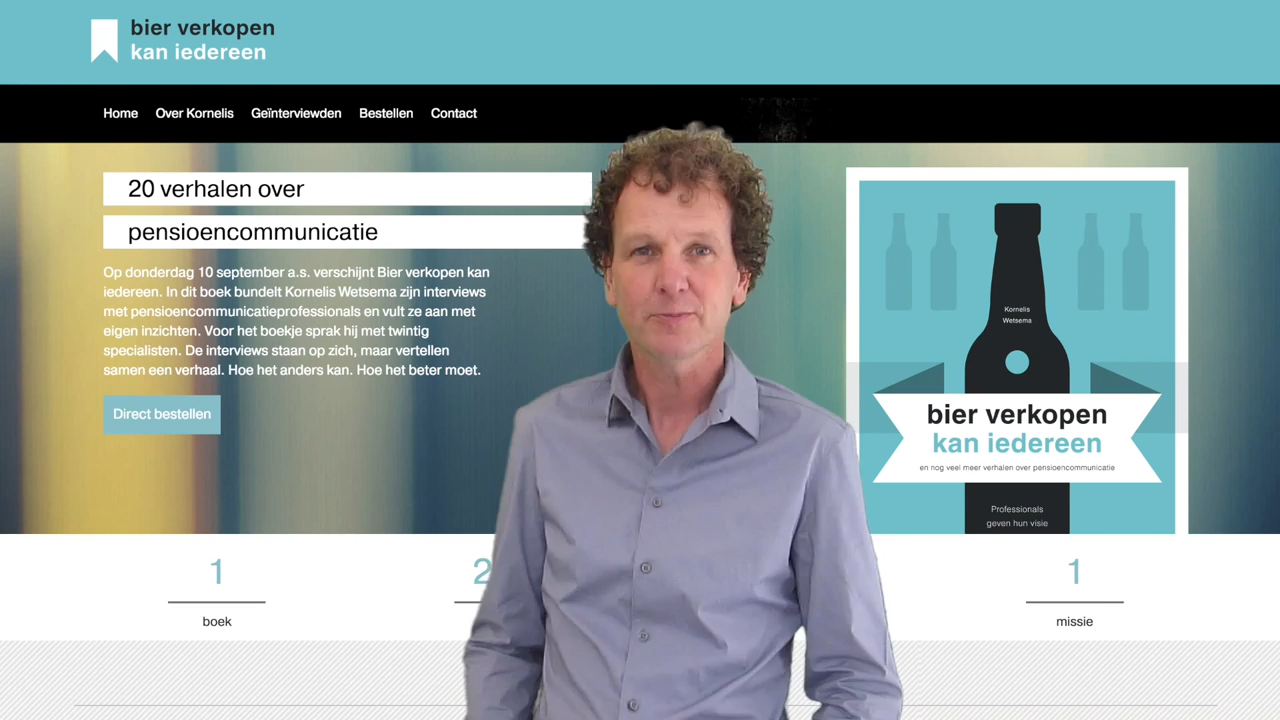 bier verkopen
kan iedereen
Home Over Kornelis Geïnterviewden Bestellen Contact
20 verhalen over
pensioencommunicatie
Op donderdag 10 september a.s. verschijnt Bier verkopen kan
iedereen. In dit boek bundelt Kornelis Wetsema zijn interviews
met pensioencommunicatieprofessionals en vult ze aan met
eigen inzichten. Voor het boekje sprak hij met twintig
specialisten. De interviews staan op zich, maar vertellen
samen een verhaal. Hoe het anders kan. Hoe het beter moet.
Direct bestellen
Kornelis
Wetsema
bier verkopen
kan iedereen
en nog veel meer verhalen over pensioencommunicatie
Professionals
geven hun visie
1
boek
2
1
missie